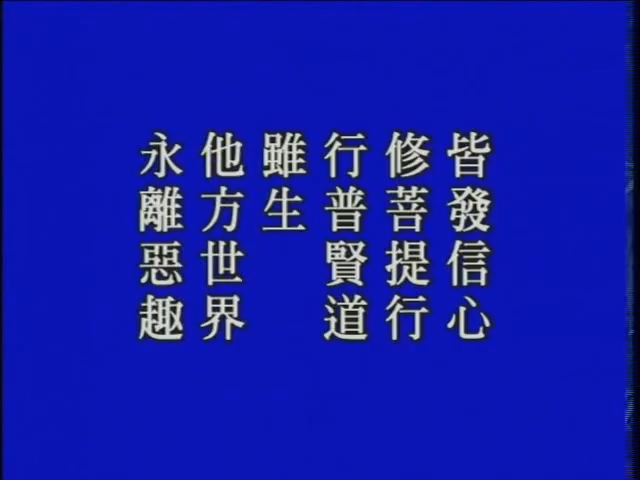 皆發信心
修菩提行
行普賢道
雖生
他方世界
永離惡趣